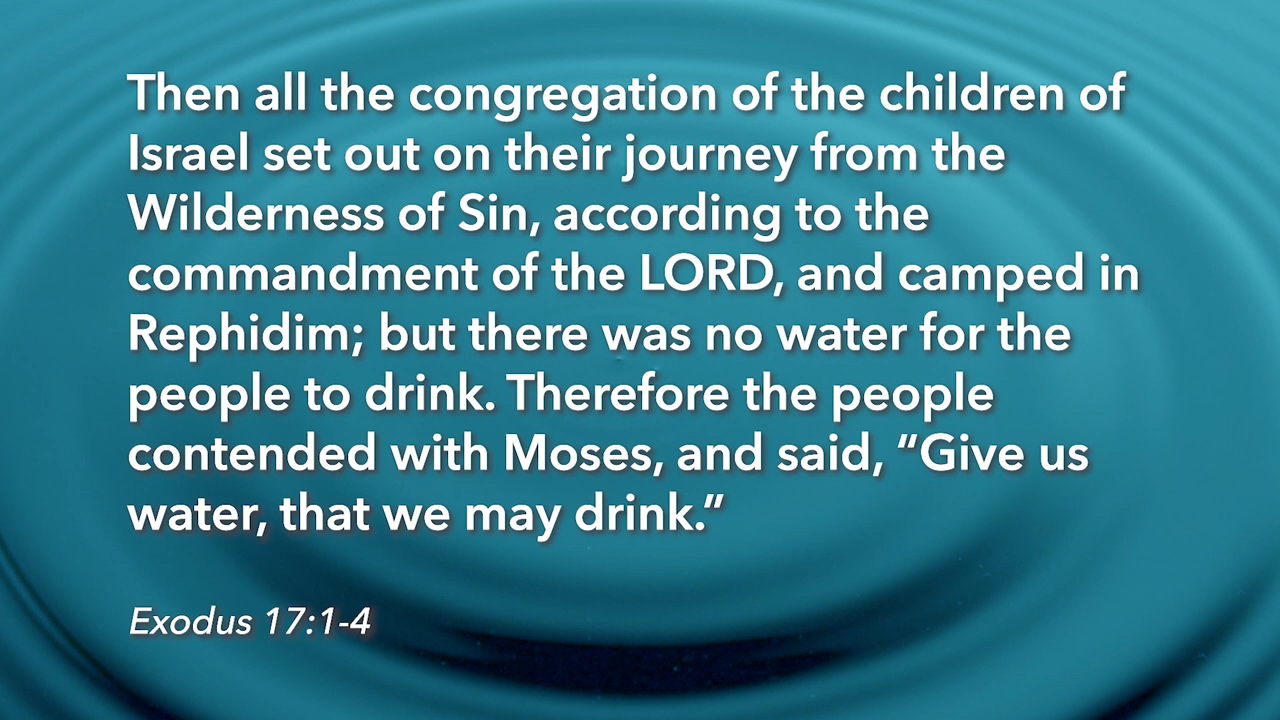 Then all the congregation of the children of
Israel set out on their journey from the
Wilderness of Sin, according to the
commandment of the LORD, and camped in
Rephidim; but there was no water for the
people to drink. Therefore the people
contended with Moses, and said, “Give us
water, that we may drink.”
Exodus 17:1-4